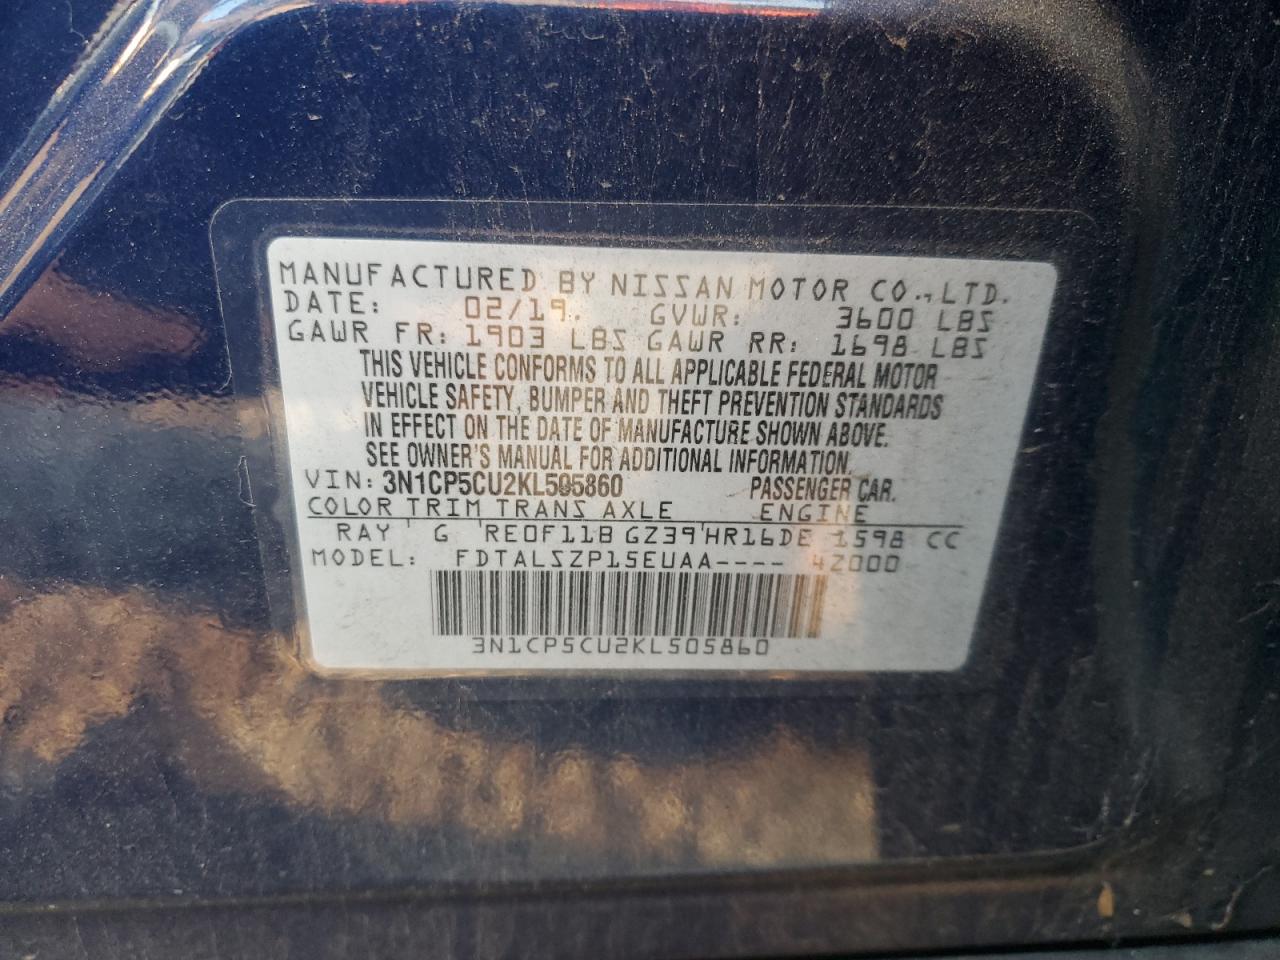 MANUFACTURED BY NISSAN MOTOR CO., LTD.
DATE: 02/19. GVWR: 3600 LBS
GAWR FR: 1903 LBS GAWR RR: 1698 LBS
THIS VEHICLE CONFORMS TO ALL APPLICABLE FEDERAL MOTOR
VEHICLE SAFETY, BUMPER AND THEFT PREVENTION STANDARDS
IN EFFECT ON THE DATE OF MANUFACTURE SHOWN ABOVE.
SEE OWNER'S MANUAL FOR ADDITIONAL INFORMATION.
VIN: 3N1CP5CU2KL505860 PASSENGER CAR.
COLOR TRIM TRANS AXLE ENGINE
RAY G RE0F11B GZ39 HR16DE 1598 CC
MODEL: FDTALSZP15EUAA---- 4Z000
3N1CP5CU2KL505860